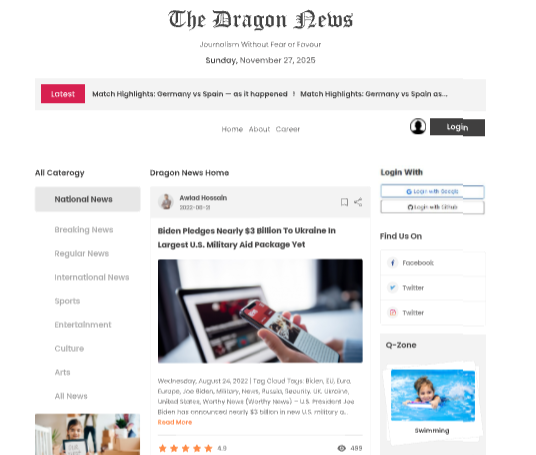 The Dragon News
Journalism Without Fear or Favour
Sunday, November 27, 2025
Latest
Match Highlights: Germany vs Spain — as it happened ! Match Highlights: Germany vs Spain as...
Home About Career
Login
All Caterogy
National News
Breaking News
Regular News
International News
Sports
Entertainment
Culture
Arts
All News
Dragon News Home
Awlad Hossain
2022-08-21
Biden Pledges Nearly $3 Billion To Ukraine In
Largest U.S. Military Aid Package Yet
Wednesday, August 24, 2022 | Tag Cloud Tags: Biden, EU, Euro,
Europe, Joe Biden, Military, News, Russia, Security, UK, Ukraine,
United States, Worthy News (Worthy News) – U.S. President Joe
Biden has announced nearly $3 billion in new U.S. military a...
Read More
4.9
499
Login With
Login with Google
Login with Github
Find Us On
Facebook
Twitter
Twitter
Q-Zone
Swimming